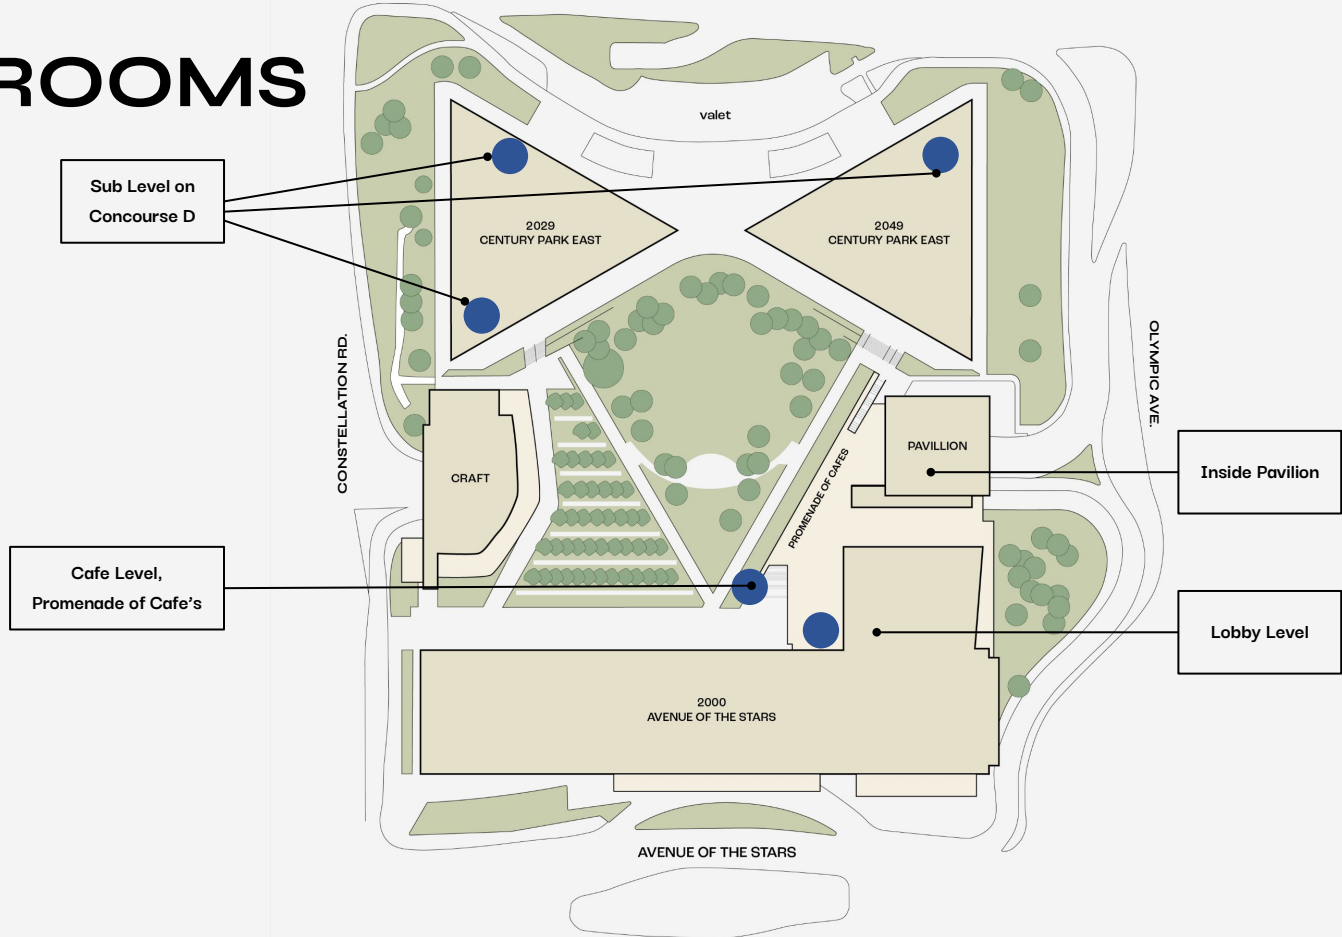 ROOMS
valet
Sub Level on
Concourse D
2029
CENTURY PARK EAST
2049
CENTURY PARK EAST
CONSTELLATION RD.
OLYMPIC AVE.
PAVILLION
PROMENADE OF CAFES
CRAFT
Inside Pavilion
Cafe Level,
Promenade of Cafe's
Lobby Level
2000
AVENUE OF THE STARS
AVENUE OF THE STARS